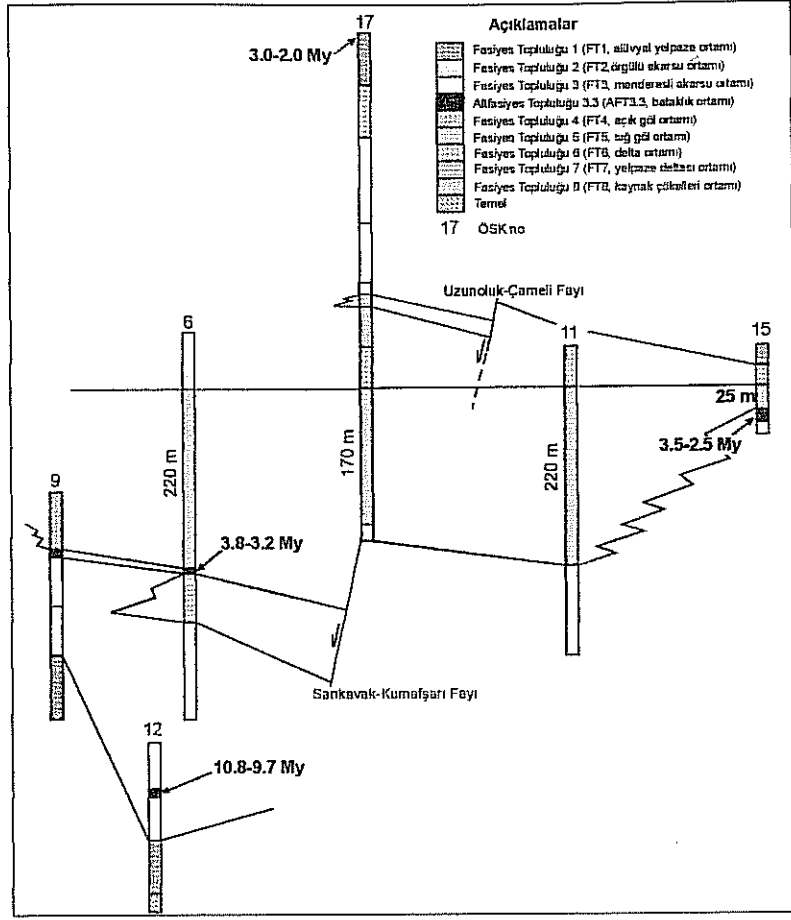 17
3.0-2.0 My
Açıklamalar
Fasiyes Topluluğu 1 (FT1, alüvyal yelpaze ortamı)
Fasiyes Topluluğu 2 (FT2, örgülü akarsu ortamı)
Fasiyes Topluluğu 3 (FT3, menderesli akarsu ortamı)
Altfasiyes Topluluğu 3.3 (AFT3.3, bataklık ortamı)
Fasiyes Topluluğu 4 (FT4, açık göl ortamı)
Fasiyes Topluluğu 5 (FT5, sığ göl ortamı)
Fasiyes Topluluğu 6 (FT6, delta ortamı)
Fasiyes Topluluğu 7 (FT7, yelpaze deltası ortamı)
Fasiyes Topluluğu 8 (FT8, kaynak çökelleri ortamı)
Temel
17 ÖSK no
Uzunoluk-Çameli Fayı
6
11
15
25 m
3.5-2.5 My
220 m
170 m
220 m
9
3.8-3.2 My
Sarıkavak-Kumafşarı Fayı
12
10.8-9.7 My